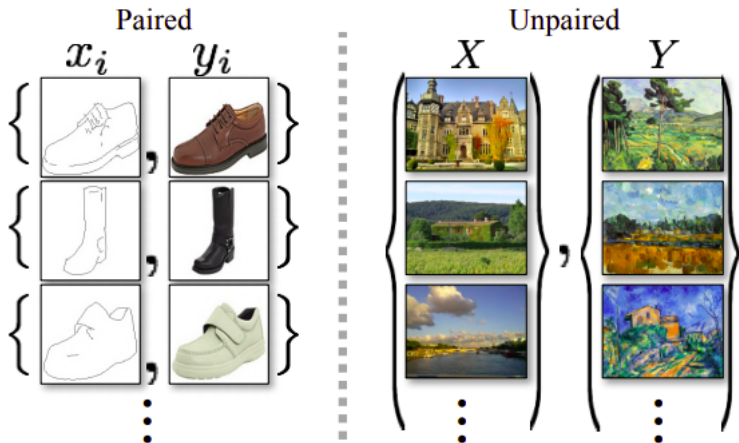 Paired
Unpaired
x_i
y_i
X
Y
{ , }
{ , }
{ , }
{ } , { }